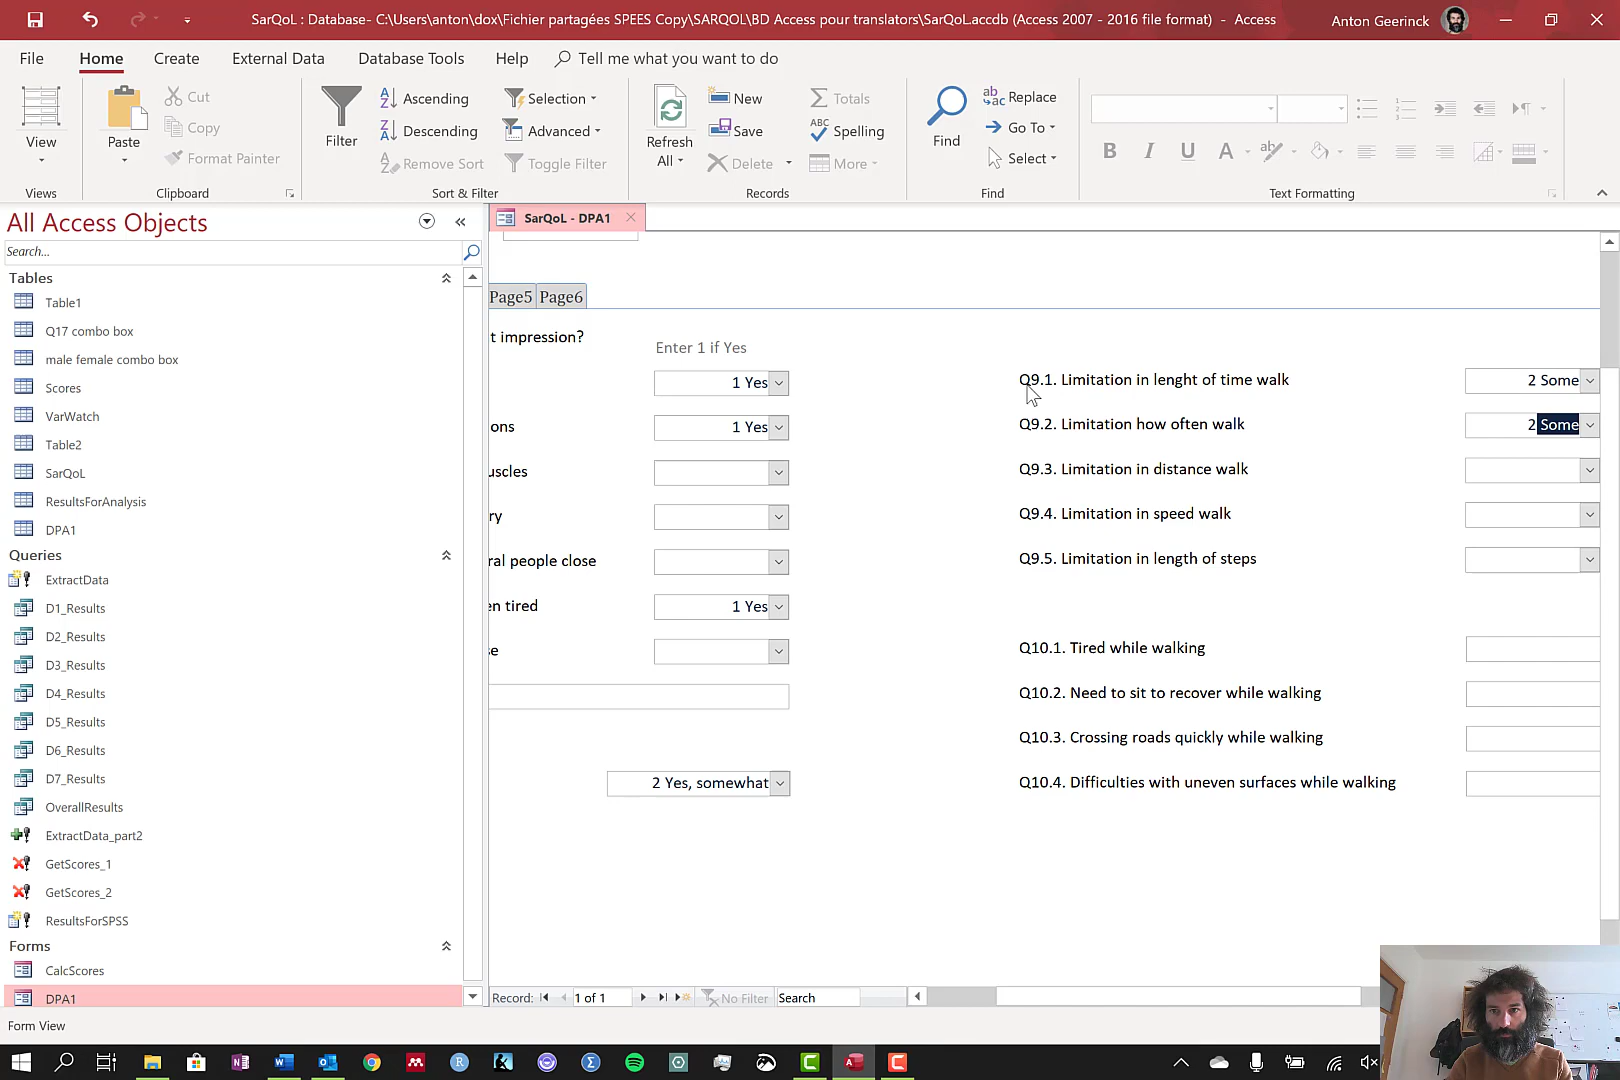 SarQoL : Database- C:\Users\anton\dox\Fichier partagées SPEES Copy\SARQOL\BD Access pour translators\SarQoL.accdb (Access 2007 - 2016 file format) - Access
Anton Geerinck
File Home Create External Data Database Tools Help Tell me what you want to do
View
Views
Paste
Cut
Copy
Format Painter
Clipboard
Filter
Ascending
Descending
Remove Sort
Selection
Advanced
Toggle Filter
Sort & Filter
Refresh
All
New
Save
Delete
Totals
Spelling
More
Records
Find
Replace
Go To
Select
Find
Text Formatting
All Access Objects
Search...
Tables
Table1
Q17 combo box
male female combo box
Scores
VarWatch
Table2
SarQoL
ResultsForAnalysis
DPA1
Queries
ExtractData
D1_Results
D2_Results
D3_Results
D4_Results
D5_Results
D6_Results
D7_Results
OverallResults
ExtractData_part2
GetScores_1
GetScores_2
ResultsForSPSS
Forms
CalcScores
DPA1
SarQoL - DPA1
Page5 Page6
t impression?
Enter 1 if Yes
1 Yes
ons 1 Yes
uscles
ry
ral people close
en tired 1 Yes
se
2 Yes, somewhat
Q9.1. Limitation in lenght of time walk 2 Some
Q9.2. Limitation how often walk 2 Some
Q9.3. Limitation in distance walk
Q9.4. Limitation in speed walk
Q9.5. Limitation in length of steps
Q10.1. Tired while walking
Q10.2. Need to sit to recover while walking
Q10.3. Crossing roads quickly while walking
Q10.4. Difficulties with uneven surfaces while walking
Record: 1 of 1 No Filter Search
Form View